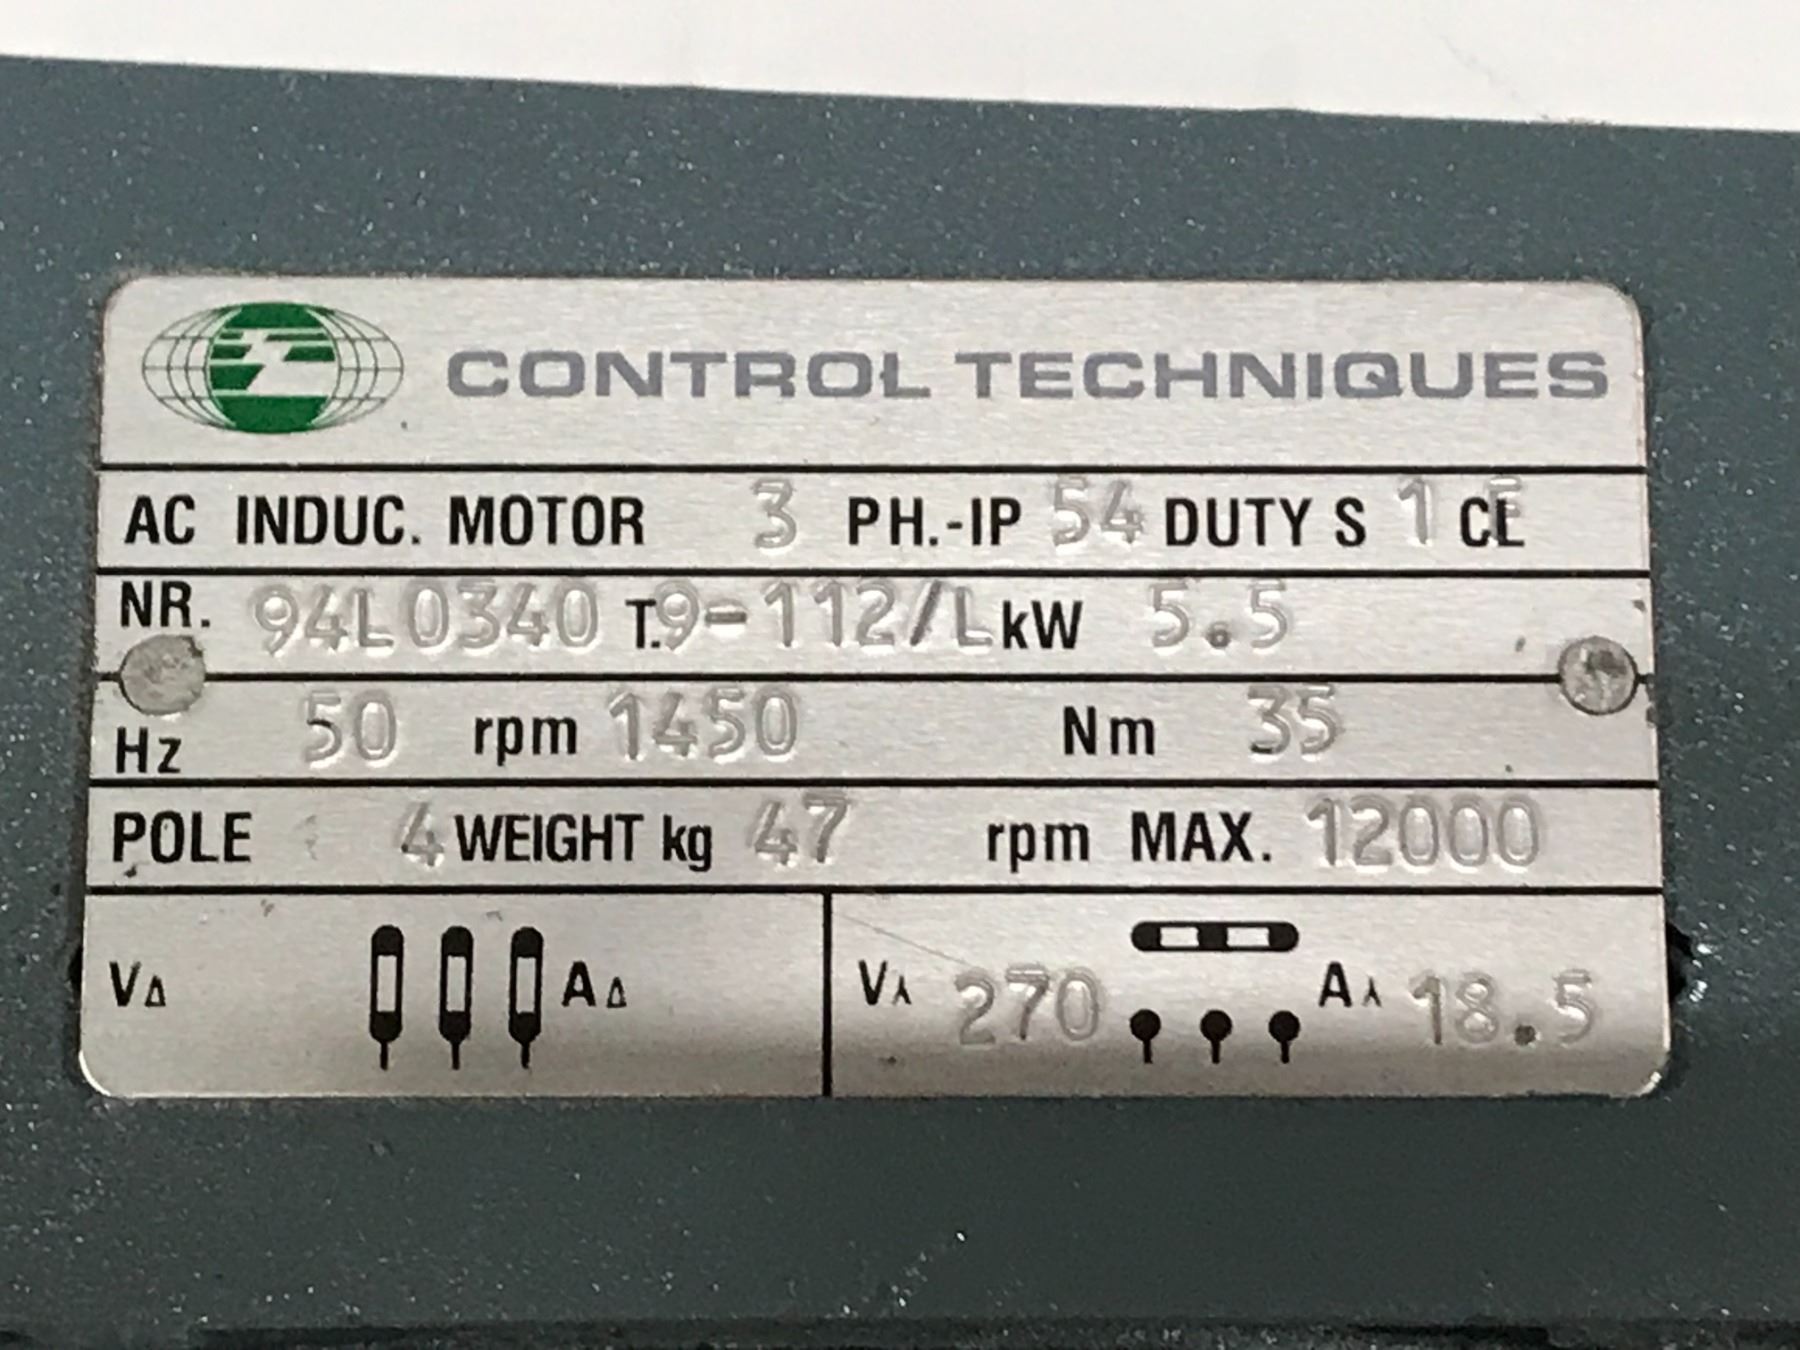 CONTROL TECHNIQUES
AC INDUC. MOTOR 3 PH.-IP 54 DUTY S 1 CL F
NR. 94L0340 T. 9-112/L kW 5.5
Hz 50 rpm 1450 Nm 35
POLE 4 WEIGHT kg 47 rpm MAX. 12000
VΔ AΔ V⅄ 270 A⅄ 18.5